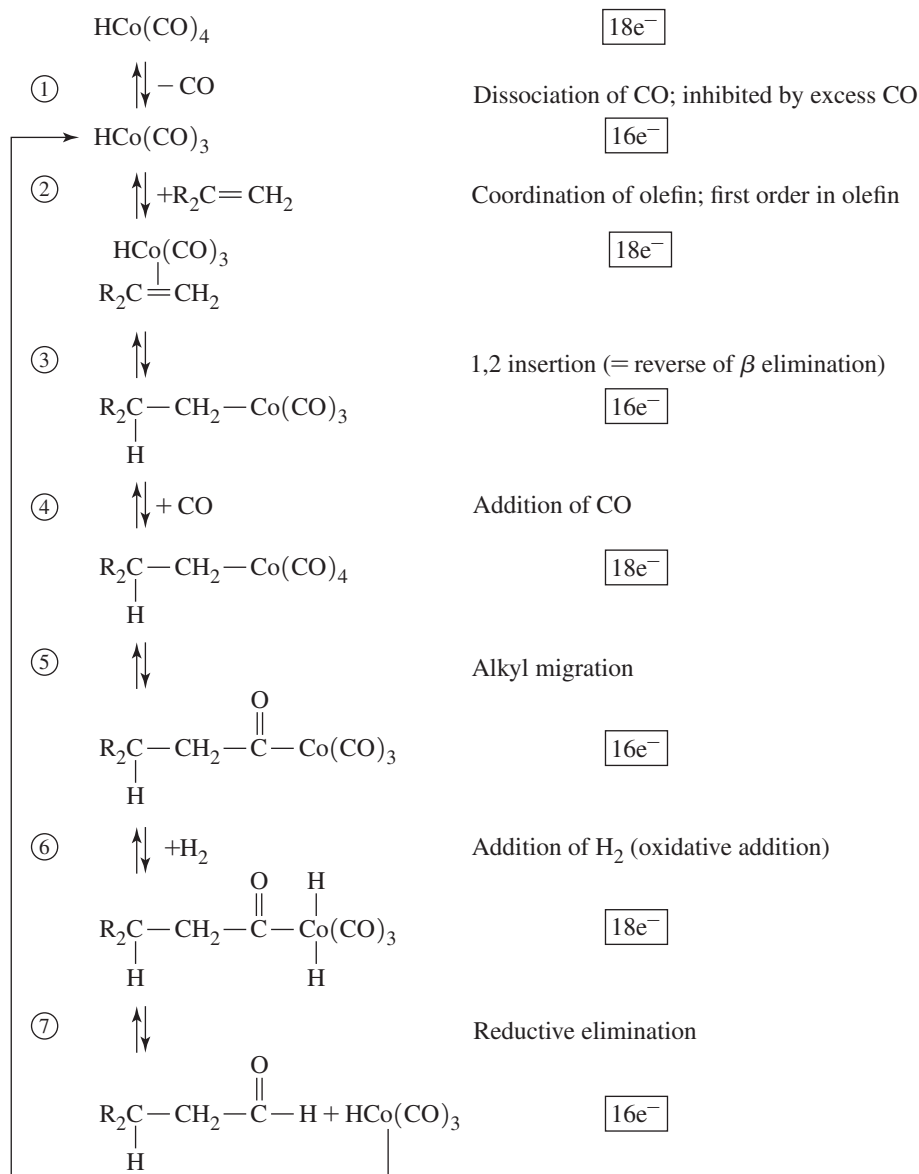 HCo(CO)₄ 18e⁻
① − CO Dissociation of CO; inhibited by excess CO
HCo(CO)₃ 16e⁻
② +R₂C=CH₂ Coordination of olefin; first order in olefin
HCo(CO)₃ 18e⁻
R₂C=CH₂
③ 1,2 insertion (= reverse of β elimination)
R₂C—CH₂—Co(CO)₃ 16e⁻
H
④ + CO Addition of CO
R₂C—CH₂—Co(CO)₄ 18e⁻
H
⑤ Alkyl migration
O
R₂C—CH₂—C—Co(CO)₃ 16e⁻
H
⑥ +H₂ Addition of H₂ (oxidative addition)
O H
R₂C—CH₂—C—Co(CO)₃ 18e⁻
H H
⑦ Reductive elimination
O
R₂C—CH₂—C—H + HCo(CO)₃ 16e⁻
H